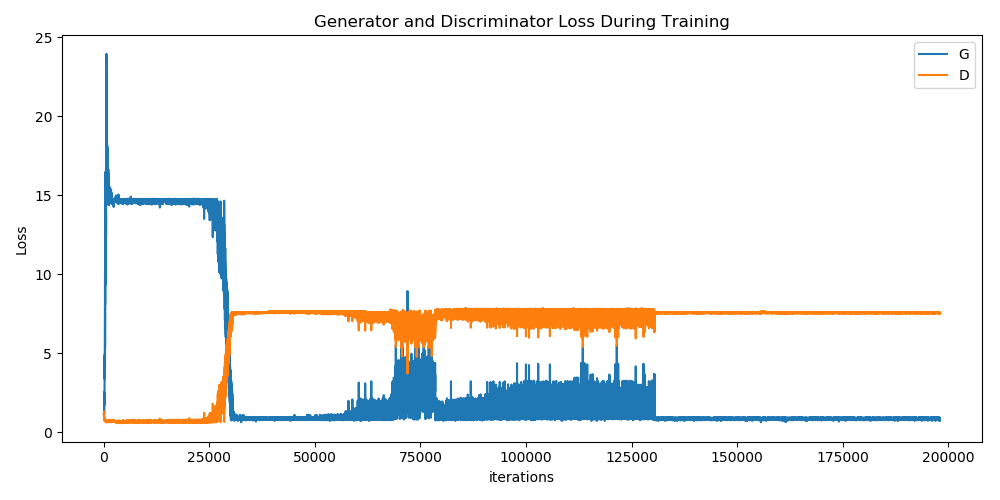 Generator and Discriminator Loss During Training
25
20
15
10
5
0
Loss
G
D
0 25000 50000 75000 100000 125000 150000 175000 200000
iterations